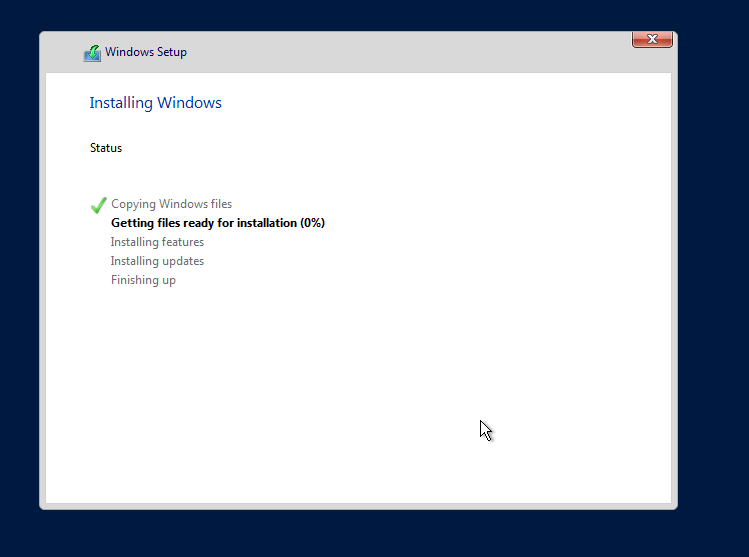 Windows Setup
Installing Windows
Status
Copying Windows files
Getting files ready for installation (0%)
Installing features
Installing updates
Finishing up